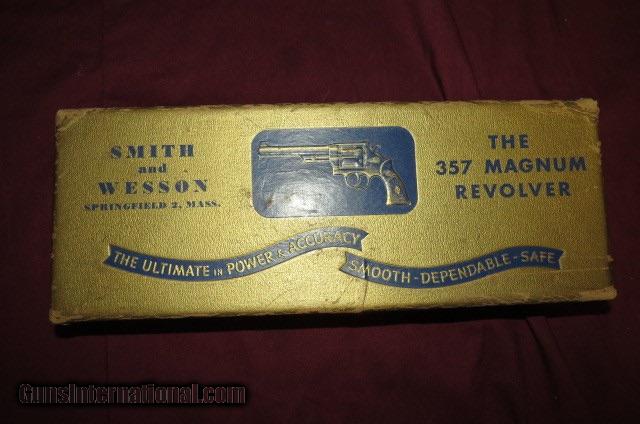 SMITH
and
WESSON
SPRINGFIELD 2, MASS.
THE
357 MAGNUM
REVOLVER
THE ULTIMATE IN POWER & ACCURACY
SMOOTH - DEPENDABLE - SAFE
GunsInternational.com